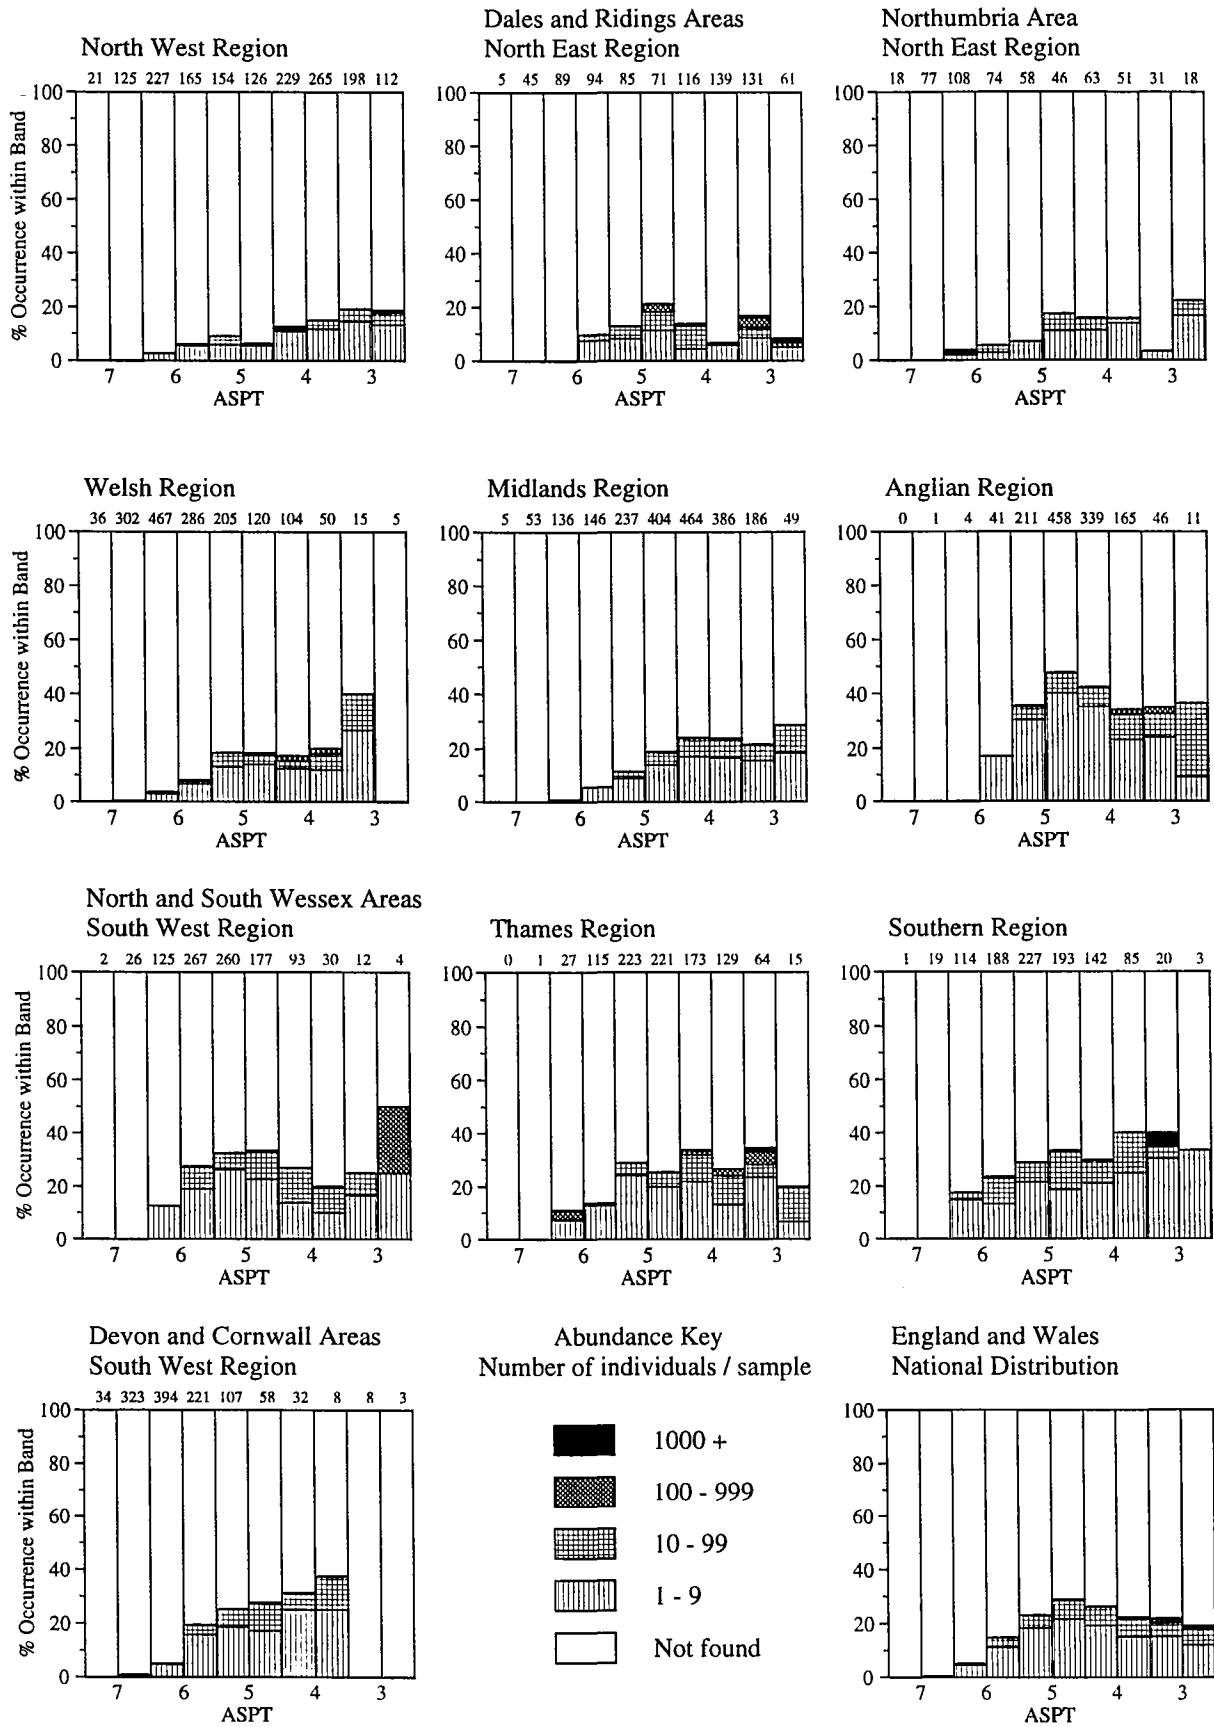 North West Region
21 125 227 165 154 126 229 265 198 112
% Occurrence within Band
100
80
60
40
20
0
7 6 5 4 3
ASPT
Dales and Ridings Areas
North East Region
5 45 89 94 85 71 116 139 131 61
100
80
60
40
20
0
7 6 5 4 3
ASPT
Northumbria Area
North East Region
18 77 108 74 58 46 63 51 31 18
100
80
60
40
20
0
7 6 5 4 3
ASPT
Welsh Region
36 302 467 286 205 120 104 50 15 5
% Occurrence within Band
100
80
60
40
20
0
7 6 5 4 3
ASPT
Midlands Region
5 53 136 146 237 404 464 386 186 49
100
80
60
40
20
0
7 6 5 4 3
ASPT
Anglian Region
0 1 4 41 211 458 339 165 46 11
100
80
60
40
20
0
7 6 5 4 3
ASPT
North and South Wessex Areas
South West Region
2 26 125 267 260 177 93 30 12 4
% Occurrence within Band
100
80
60
40
20
0
7 6 5 4 3
ASPT
Thames Region
0 1 27 115 223 221 173 129 64 15
100
80
60
40
20
0
7 6 5 4 3
ASPT
Southern Region
1 19 114 188 227 193 142 85 20 3
100
80
60
40
20
0
7 6 5 4 3
ASPT
Devon and Cornwall Areas
South West Region
34 323 394 221 107 58 32 8 8 3
% Occurrence within Band
100
80
60
40
20
0
7 6 5 4 3
ASPT
Abundance Key
Number of individuals / sample
1000 +
100 - 999
10 - 99
1 - 9
Not found
England and Wales
National Distribution
100
80
60
40
20
0
7 6 5 4 3
ASPT